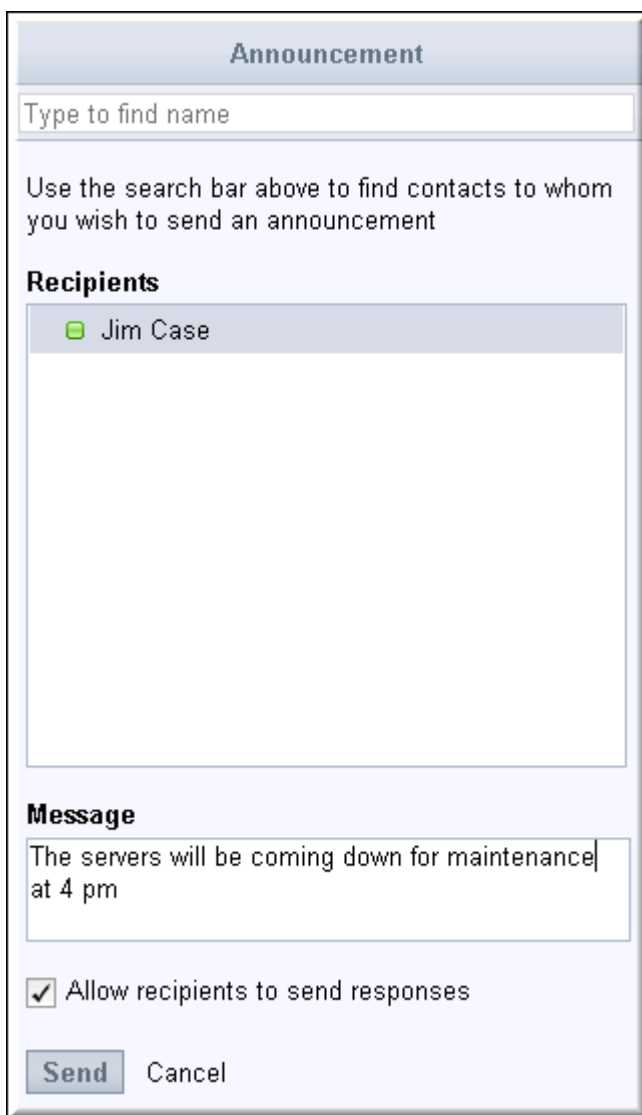 Announcement
Type to find name
Use the search bar above to find contacts to whom
you wish to send an announcement
Recipients
Jim Case
Message
The servers will be coming down for maintenance
at 4 pm
Allow recipients to send responses
Send Cancel